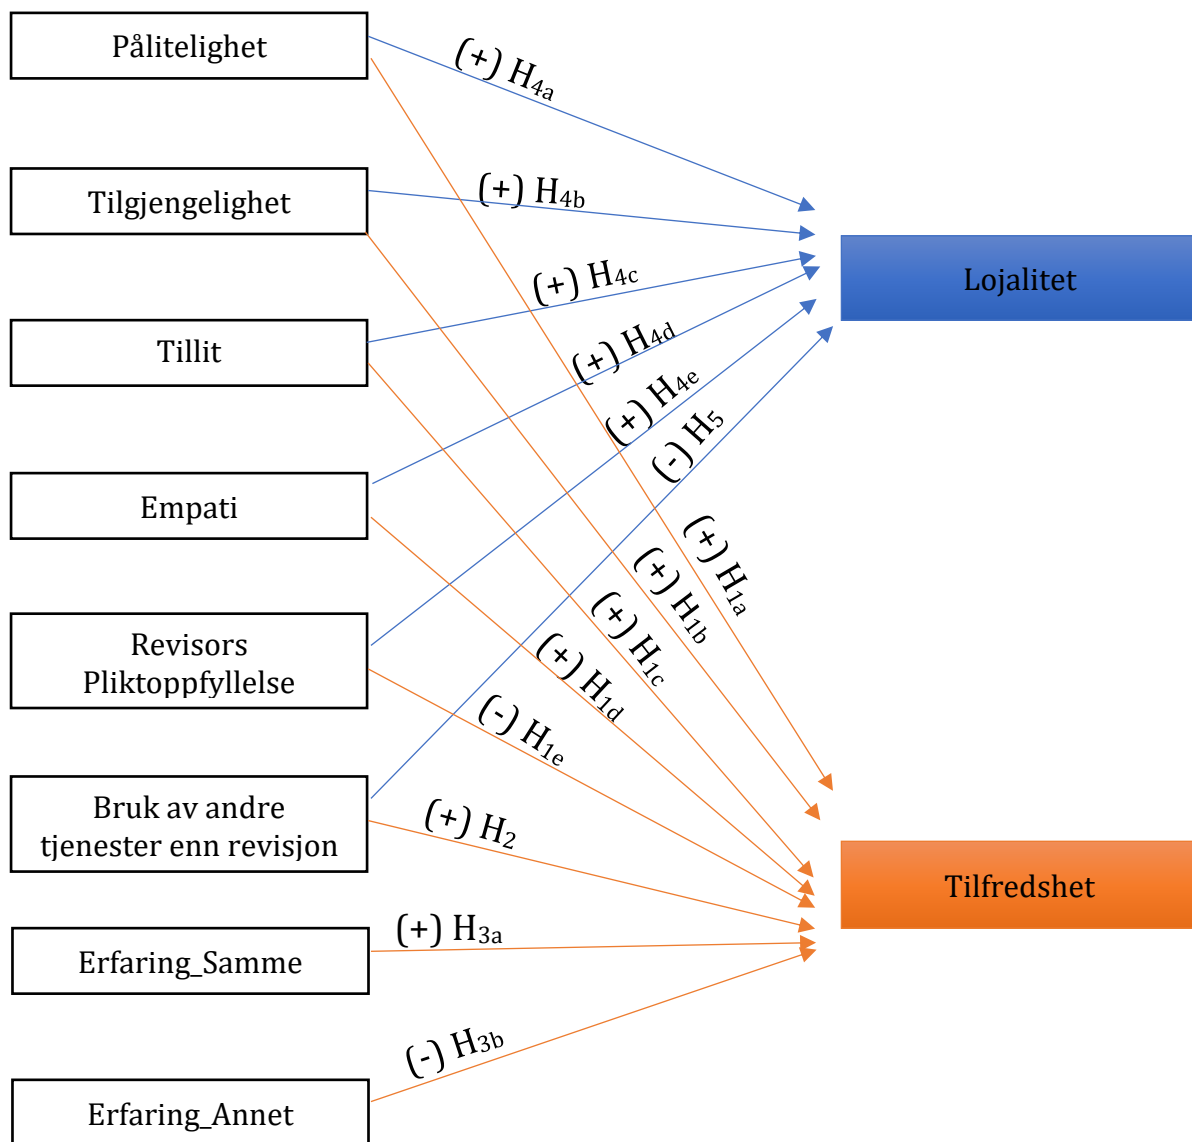 Pålitelighet
(+) H4a
Tilgjengelighet
(+) H4b
Lojalitet
(+) H4c
Tillit
(+) H4d
(+) H4e
(-) H5
Empati
(+) H1a
(+) H1b
(+) H1c
(+) H1d
(-) H1e
Revisors
Pliktoppfyllelse
Bruk av andre
tjenester enn revisjon
(+) H2
Tilfredshet
(+) H3a
Erfaring_Samme
(-) H3b
Erfaring_Annet